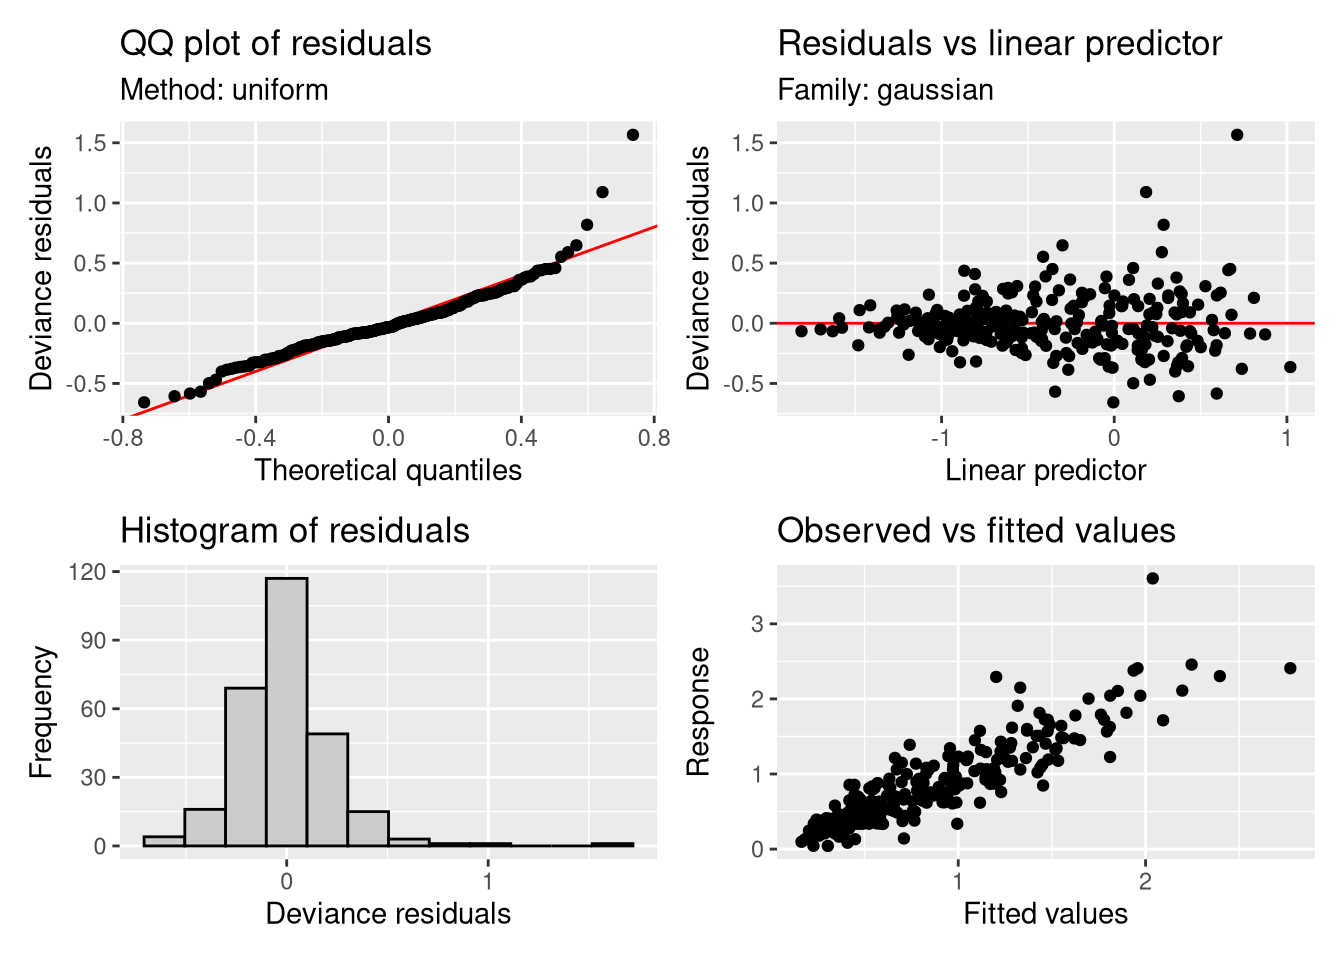 QQ plot of residuals
Method: uniform
Deviance residuals
1.5
1.0
0.5
0.0
-0.5
-0.8
-0.4
0.0
0.4
0.8
Theoretical quantiles
Residuals vs linear predictor
Family: gaussian
Deviance residuals
1.5
1.0
0.5
0.0
-0.5
-1
0
1
Linear predictor
Histogram of residuals
Frequency
120
90
60
30
0
0
1
Deviance residuals
Observed vs fitted values
Response
3
2
1
0
1
2
Fitted values